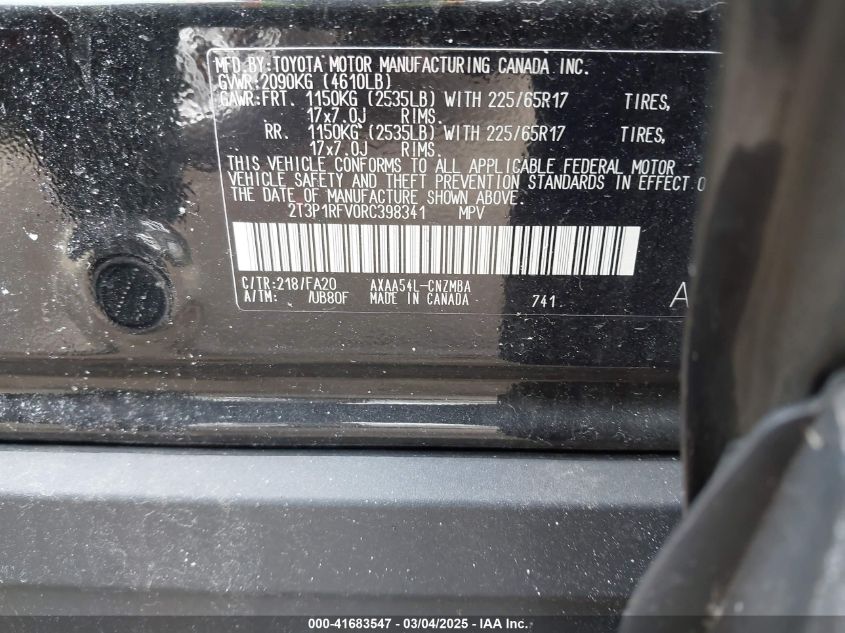 MFD.BY:TOYOTA MOTOR MANUFACTURING CANADA INC.
GVWR:2090KG (4610LB)
GAWR:FRT. 1150KG (2535LB) WITH 225/65R17 TIRES,
17x7.0J RIMS.
RR. 1150KG (2535LB) WITH 225/65R17 TIRES,
17x7.0J RIMS.
THIS VEHICLE CONFORMS TO ALL APPLICABLE FEDERAL MOTOR
VEHICLE SAFETY AND THEFT PREVENTION STANDARDS IN EFFECT O
THE DATE OF MANUFACTURE SHOWN ABOVE.
2T3P1RFV0RC398341 MPV
C/TR:218/FA20 AXAA54L-CNZMBA
A/TM: /UB80F MADE IN CANADA 741 A
000-41683547 - 03/04/2025 - IAA Inc.